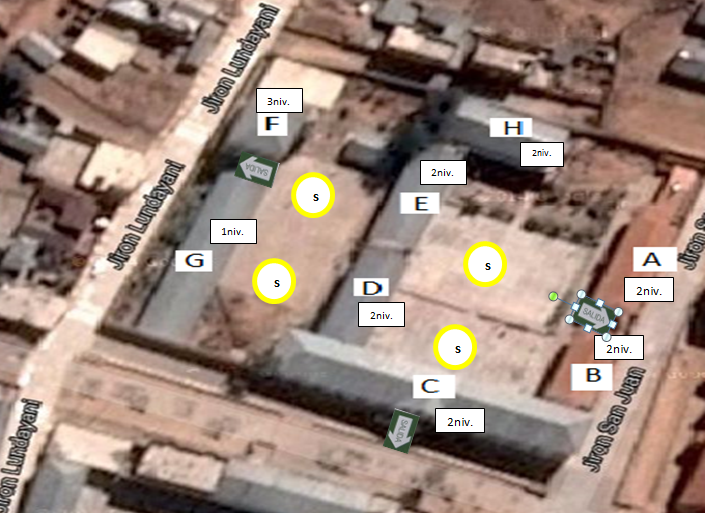 Jiron Lundayani
3niv.
F
H
2niv.
2niv.
SALIDA
S
E
Jiron Lundayani
1niv.
G
S
S
A
2niv.
D
2niv.
SALIDA
S
2niv.
B
C
2niv.
SALIDA
Jiron San Juan
Jiron Lundayani